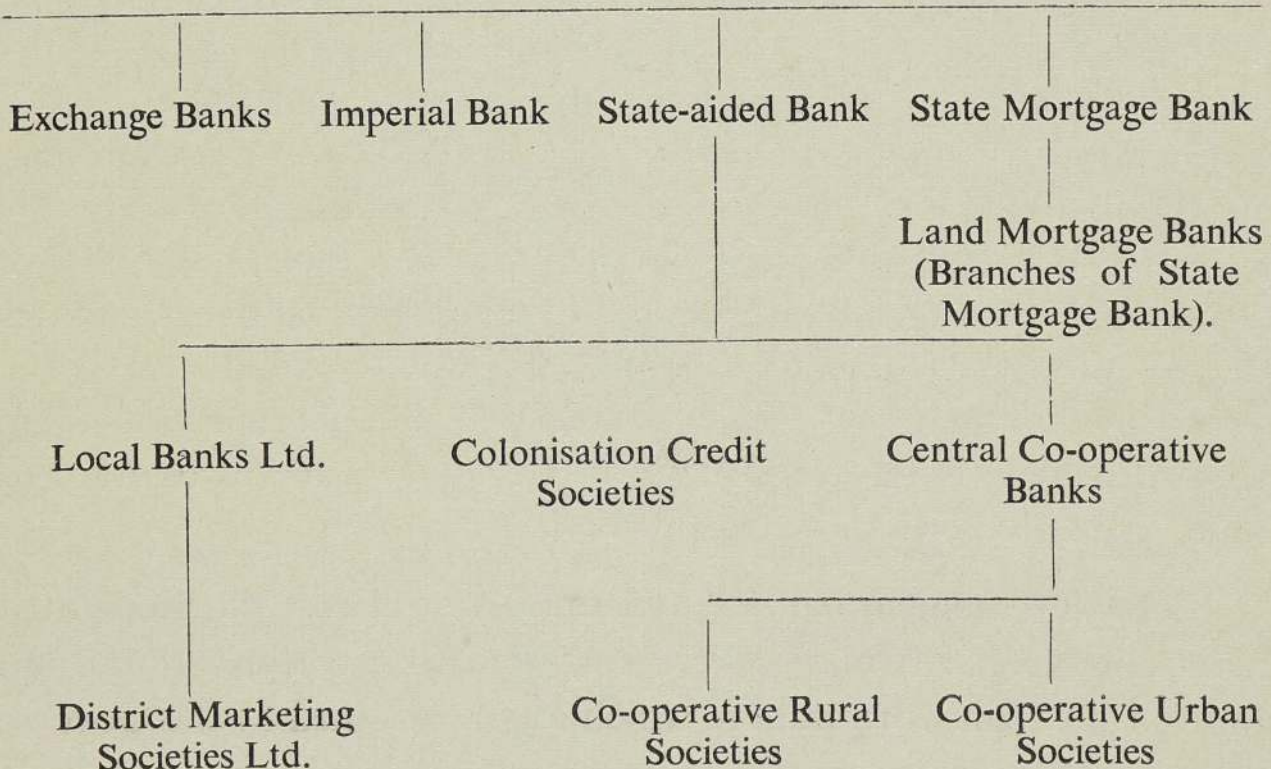 Exchange Banks Imperial Bank State-aided Bank State Mortgage Bank
Land Mortgage Banks
(Branches of State
Mortgage Bank).
Local Banks Ltd. Colonisation Credit Central Co-operative
Societies Banks
District Marketing Co-operative Rural Co-operative Urban
Societies Ltd. Societies Societies